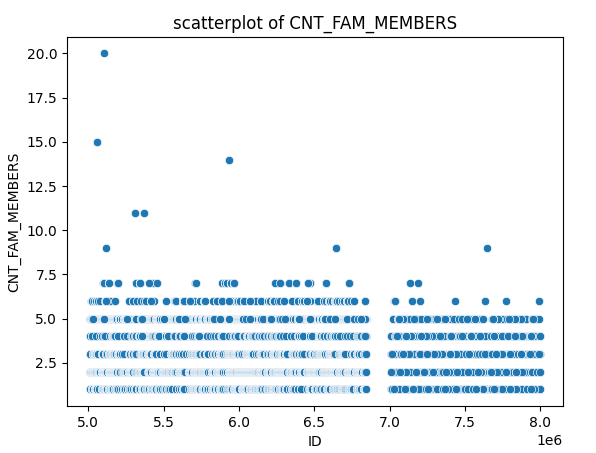 scatterplot of CNT_FAM_MEMBERS
20.0
17.5
15.0
12.5
10.0
7.5
5.0
2.5
CNT_FAM_MEMBERS
5.0 5.5 6.0 6.5 7.0 7.5 8.0
1e6
ID